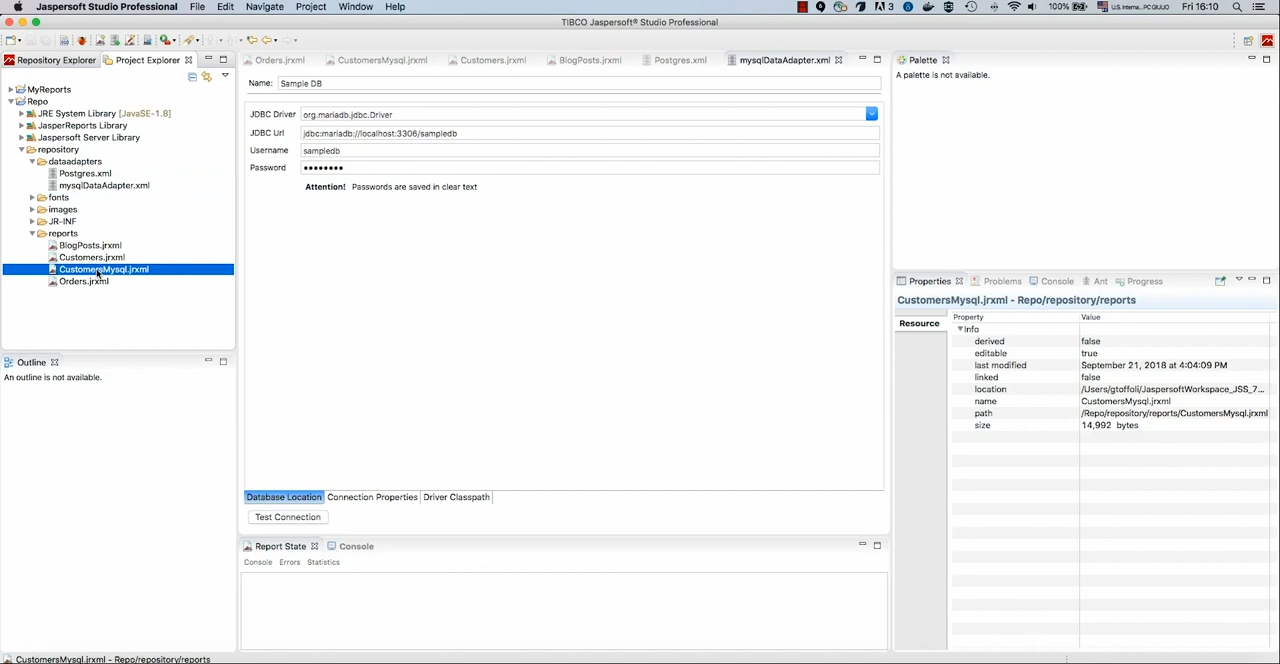 Jaspersoft Studio Professional File Edit Navigate Project Window Help
3 100% U.S. Interna... PC GIULIO Fri 16:10
TIBCO Jaspersoft® Studio Professional
Repository Explorer Project Explorer
MyReports
Repo
JRE System Library [JavaSE-1.8]
JasperReports Library
Jaspersoft Server Library
repository
dataadapters
Postgres.xml
mysqlDataAdapter.xml
fonts
images
JR-INF
reports
BlogPosts.jrxml
Customers.jrxml
CustomersMysql.jrxml
Orders.jrxml
Outline
An outline is not available.
Orders.jrxml CustomersMysql.jrxml Customers.jrxml BlogPosts.jrxml Postgres.xml mysqlDataAdapter.xml
Name: Sample DB
JDBC Driver org.mariadb.jdbc.Driver
JDBC Url jdbc:mariadb://localhost:3306/sampledb
Username sampledb
Password ••••••••
Attention! Passwords are saved in clear text
Database Location Connection Properties Driver Classpath
Test Connection
Report State Console
Console Errors Statistics
Palette
A palette is not available.
Properties Problems Console Ant Progress
CustomersMysql.jrxml - Repo/repository/reports
Resource
Property Value
Info
derived false
editable true
last modified September 21, 2018 at 4:04:09 PM
linked false
location /Users/gtoffoli/JaspersoftWorkspace_JSS_7...
name CustomersMysql.jrxml
path /Repo/repository/reports/CustomersMysql.jrxml
size 14,992 bytes
CustomersMysql.jrxml - Repo/repository/reports